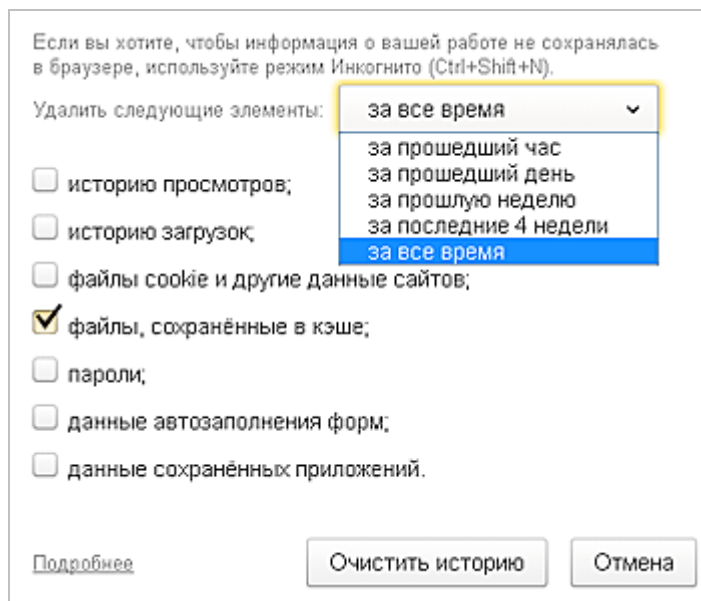 Если вы хотите, чтобы информация о вашей работе не сохранялась
в браузере, используйте режим Инкогнито (Ctrl+Shift+N).
Удалить следующие элементы: за все время
за прошедший час
за прошедший день
за прошлую неделю
за последние 4 недели
за все время
историю просмотров;
историю загрузок;
файлы cookie и другие данные сайтов;
файлы, сохранённые в кэше;
пароли;
данные автозаполнения форм;
данные сохранённых приложений.
Подробнее Очистить историю Отмена